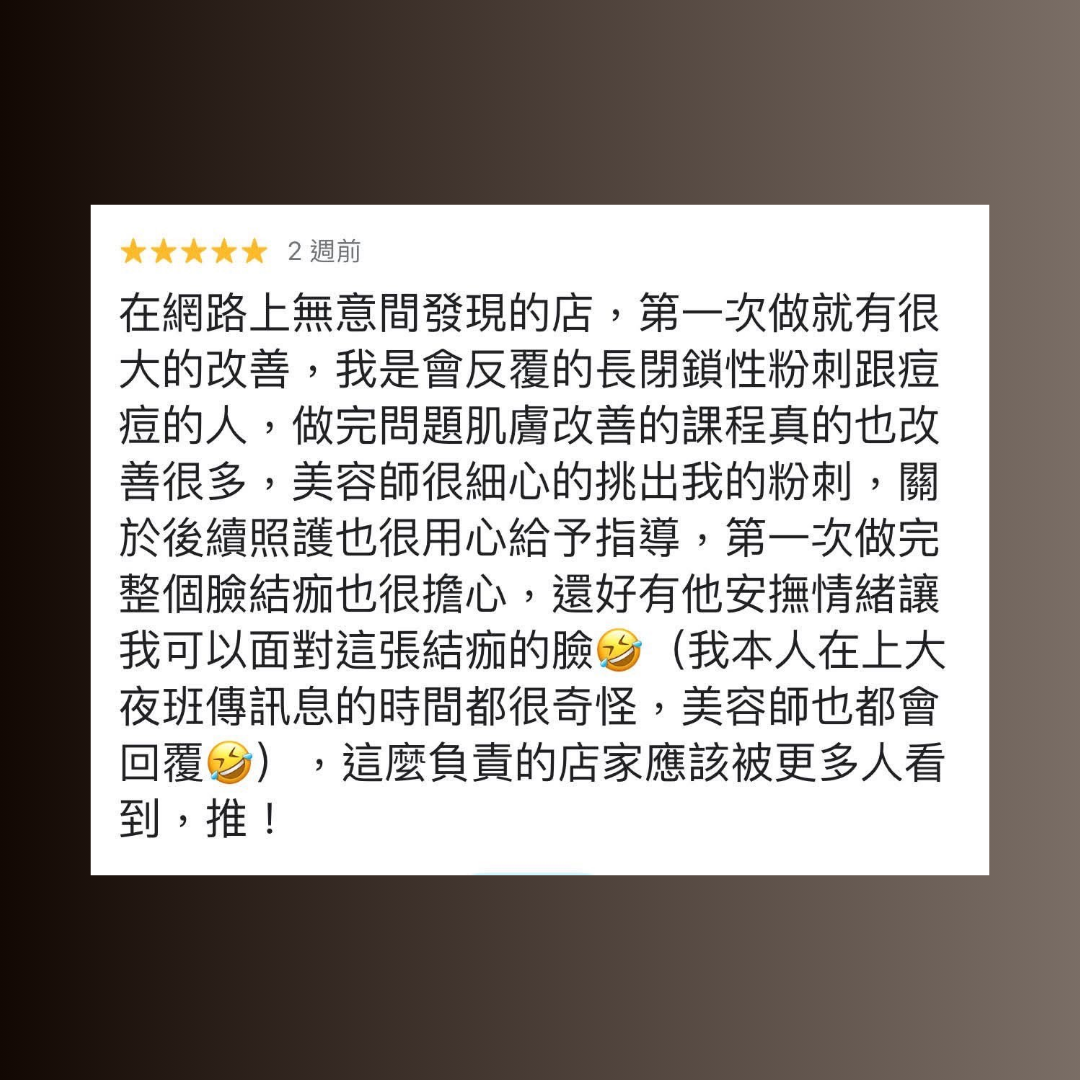 ★★★★★ 2 週前
在網路上無意間發現的店，第一次做就有很
大的改善，我是會反覆的長閉鎖性粉刺跟痘
痘的人，做完問題肌膚改善的課程真的也改
善很多，美容師很細心的挑出我的粉刺，關
於後續照護也很用心給予指導，第一次做完
整個臉結痂也很擔心，還好有他安撫情緒讓
我可以面對這張結痂的臉🤣（我本人在上大
夜班傳訊息的時間都很奇怪，美容師也都會
回覆🤣），這麼負責的店家應該被更多人看
到，推！